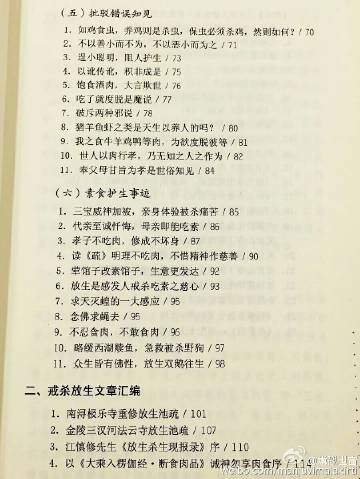 （五）批驳错误知见
1．如鸡食虫，养鸡则是杀虫，保虫必须杀鸡，然则如何？/ 70
2．不以善小而不为，不以恶小而为之 / 71
3．逞小聪明，阻人护生 / 73
4．以讹传讹，积非成是 / 75
5．饱食酒肉，大言欺世 / 76
6．吃了就度脱是魔说 / 77
7．破斥两种邪说 / 78
8．猪羊鱼虾之类是天生以养人的吗？/ 80
9．我之食牛羊鸡鸭等肉，为欲度脱彼等 / 81
10．世人以肉行孝，乃无知之人之作为 / 82
11．奉父母甘旨为孝是世俗知见 / 84
（六）素食护生事迹
1．三宝威神加被，亲身体验被杀痛苦 / 85
2．代亲至诚忏悔，母亲即能吃素 / 86
3．孝子不吃肉，修成不坏身 / 87
4．读《疏》明理不吃肉，不惜精神作慈善 / 90
5．荤馆子改素馆子，生意更发达 / 92
6．放生是感发人戒杀吃素之慈心 / 93
7．求天灭蝗的一大感应 / 95
8．念佛求绳去 / 95
9．不忍食肉，不敢食肉 / 95
10．略缓西湖赎鱼，急救被杀野狗 / 97
11．众生皆有佛性，放生双鹅往生 / 98
二、戒杀放生文章汇编
1．南浔极乐寺重修放生池疏 / 101
2．金陵三汊河法云寺放生池疏 / 107
3．江慎修先生《放生杀生现报录》序 / 110
4．以《大乘入楞伽经·断食肉品》诫神勿享肉食序 / 114